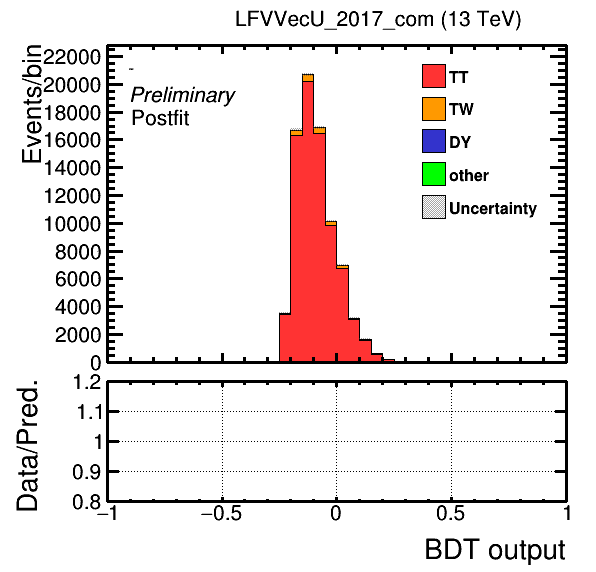 LFVVecU_2017_com (13 TeV)
Events/bin
22000
20000
18000
16000
14000
12000
10000
8000
6000
4000
2000
0
-
Preliminary
Postfit
TT
TW
DY
other
Uncertainty
Data/Pred.
1.2
1.1
1
0.9
0.8
−1 −0.5 0 0.5 1
BDT output